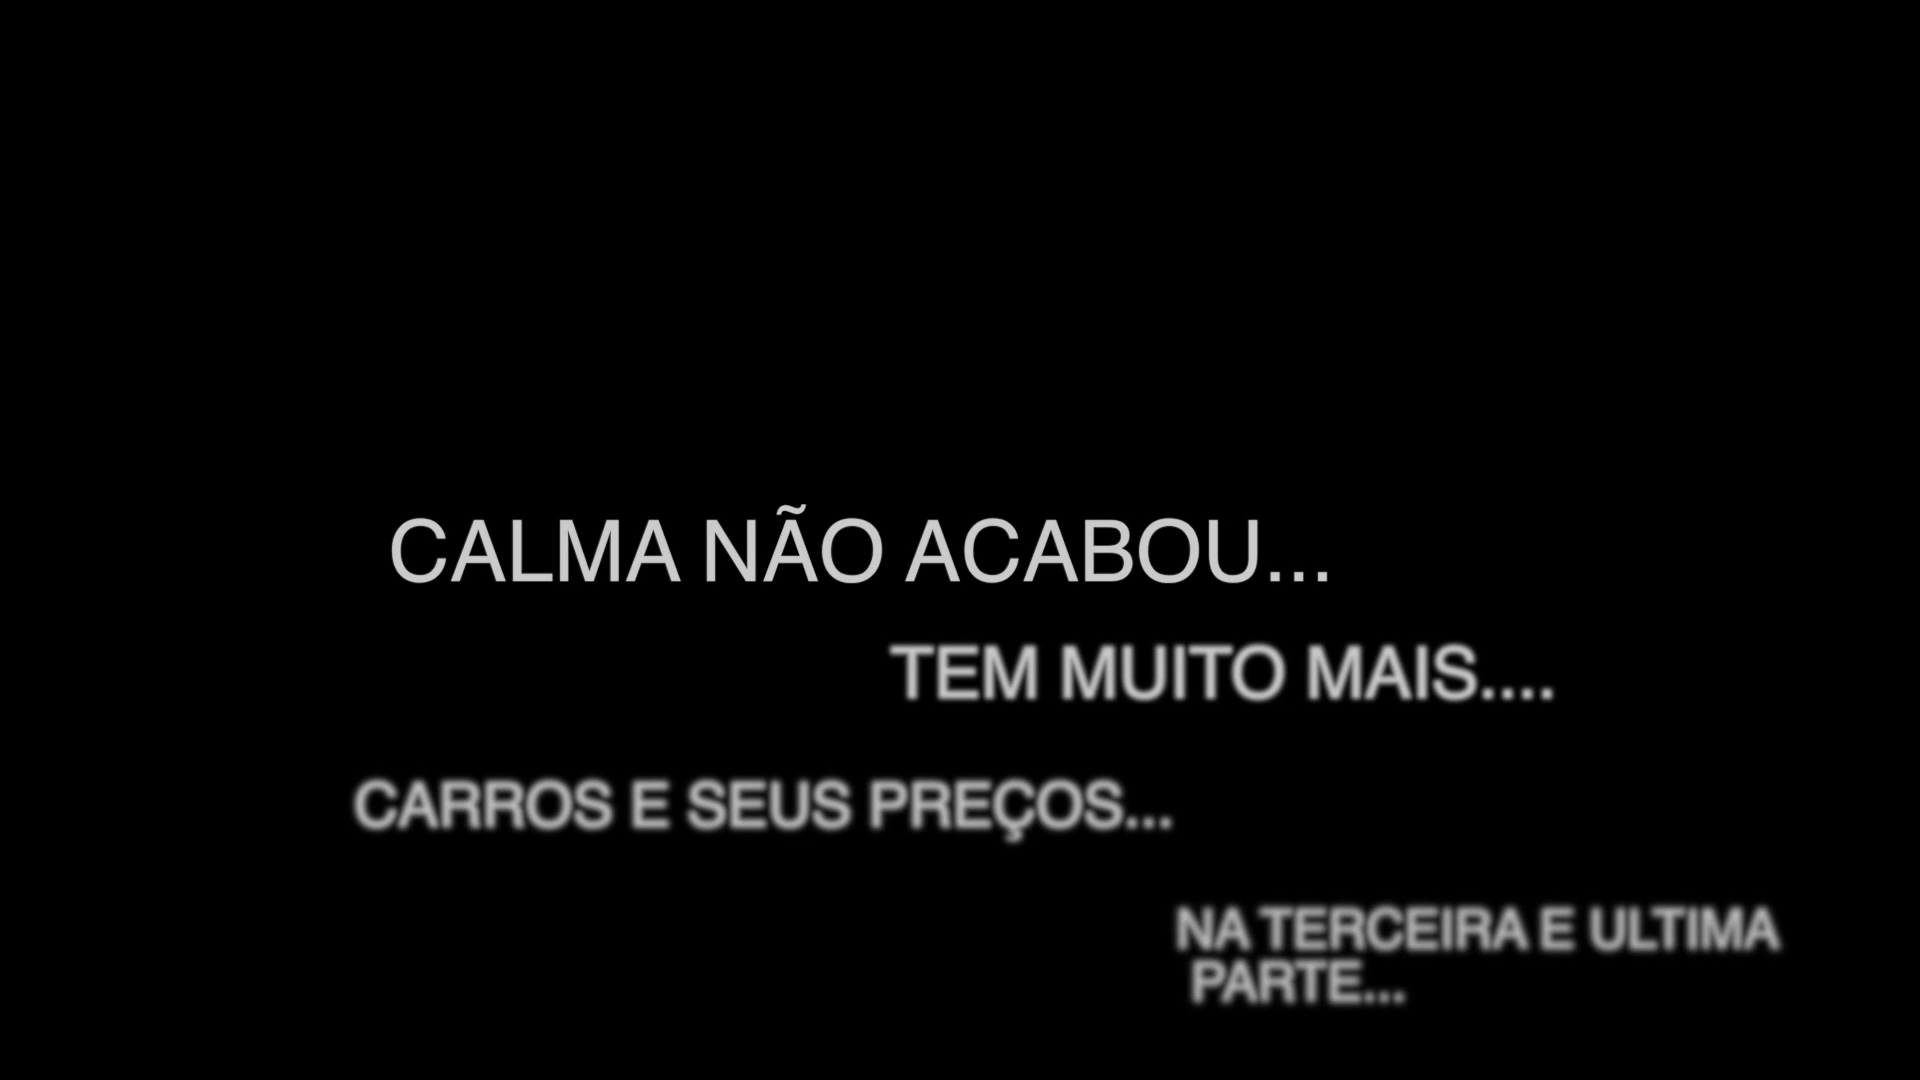 CALMA NÃO ACABOU...
TEM MUITO MAIS....
CARROS E SEUS PREÇOS...
NA TERCEIRA E ULTIMA
PARTE...